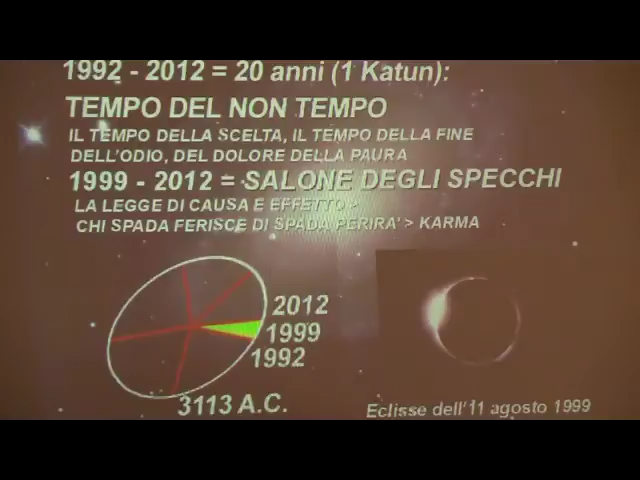 1992 - 2012 = 20 anni (1 Katun):
TEMPO DEL NON TEMPO
IL TEMPO DELLA SCELTA, IL TEMPO DELLA FINE
DELL'ODIO, DEL DOLORE DELLA PAURA
1999 - 2012 = SALONE DEGLI SPECCHI
LA LEGGE DI CAUSA E EFFETTO >
CHI SPADA FERISCE DI SPADA PERIRA' > KARMA
2012
1999
1992
3113 A.C.
Eclisse dell'11 agosto 1999